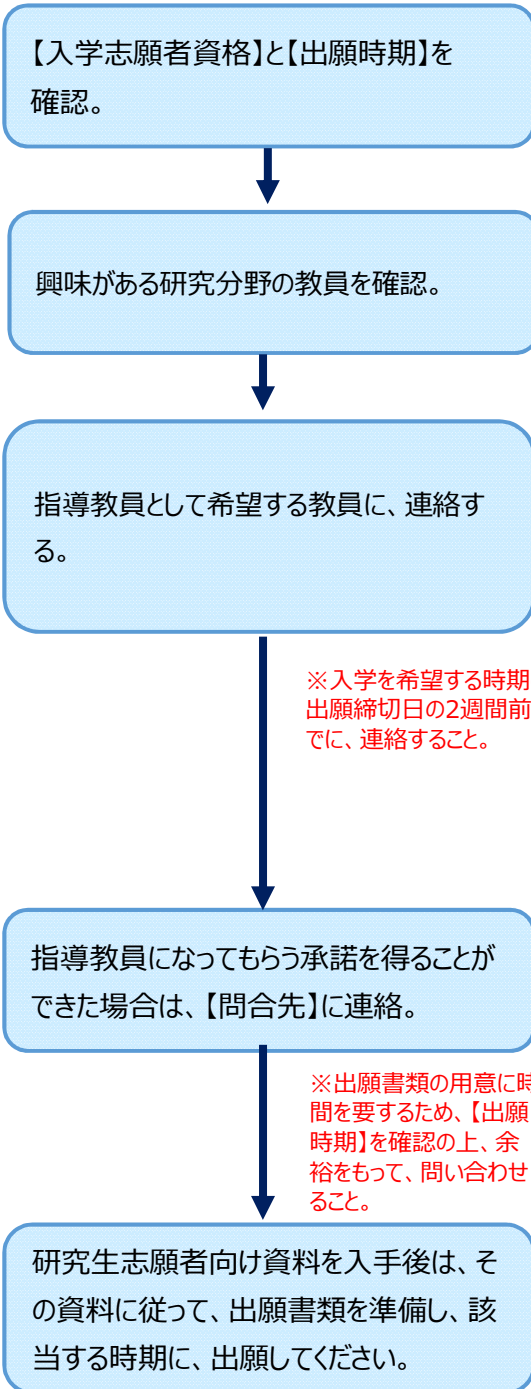 【入学志願者資格】と【出願時期】を
確認。
興味がある研究分野の教員を確認。
指導教員として希望する教員に、連絡す
る。
※入学を希望する時期
出願締切日の2週間前
でに、連絡すること。
指導教員になってもらう承諾を得ることが
できた場合は、【問合先】に連絡。
※出願書類の用意に時
間を要するため、【出願
時期】を確認の上、余
裕をもって、問い合わせ
ること。
研究生志願者向け資料を入手後は、そ
の資料に従って、出願書類を準備し、該
当する時期に、出願してください。